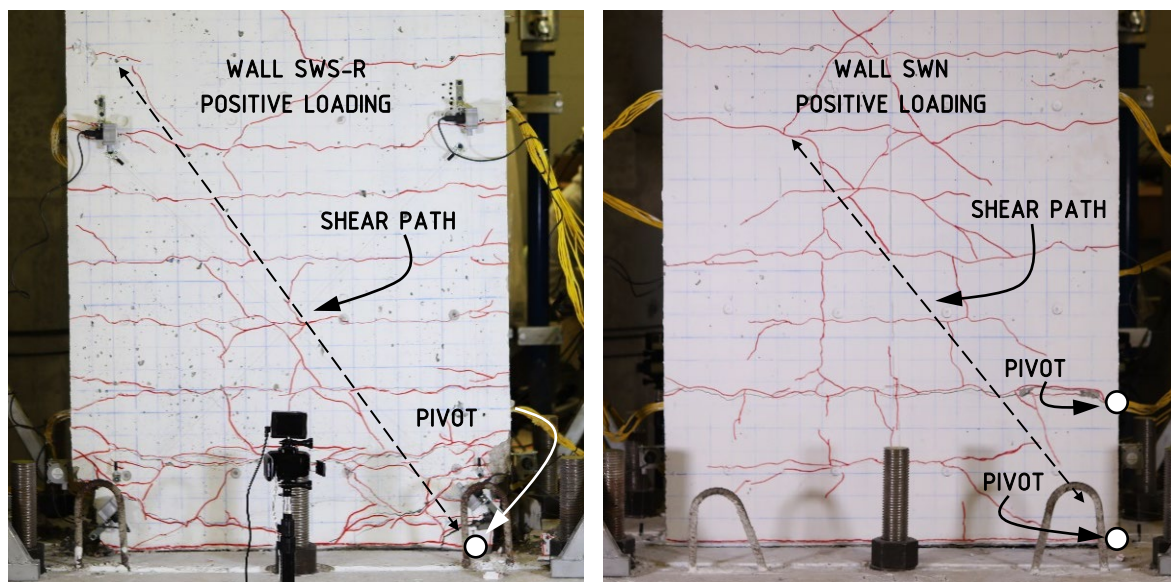 WALL SWS-R
POSITIVE LOADING
SHEAR PATH
PIVOT
WALL SWN
POSITIVE LOADING
SHEAR PATH
PIVOT
PIVOT